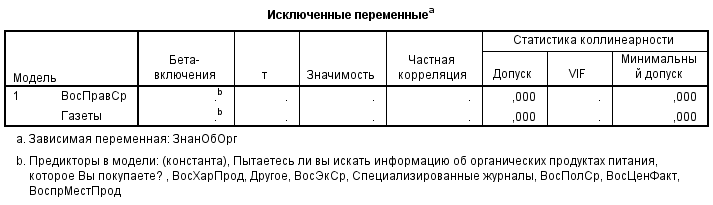 Исключенные переменныеa
Модель Бета-включения т Значимость Частная корреляция Статистика коллинеарности
Допуск VIF Минимальный допуск
1 ВосПравСр .b . . . ,000 . ,000
Газеты .b . . . ,000 . ,000
a. Зависимая переменная: ЗнанОбОрг
b. Предикторы в модели: (константа), Пытаетесь ли вы искать информацию об органических продуктах питания,
которое Вы покупаете? , ВосХарПрод, Другое, ВосЭкСр, Специализированные журналы, ВосПолСр, ВосЦенФакт,
ВоспрМестПрод